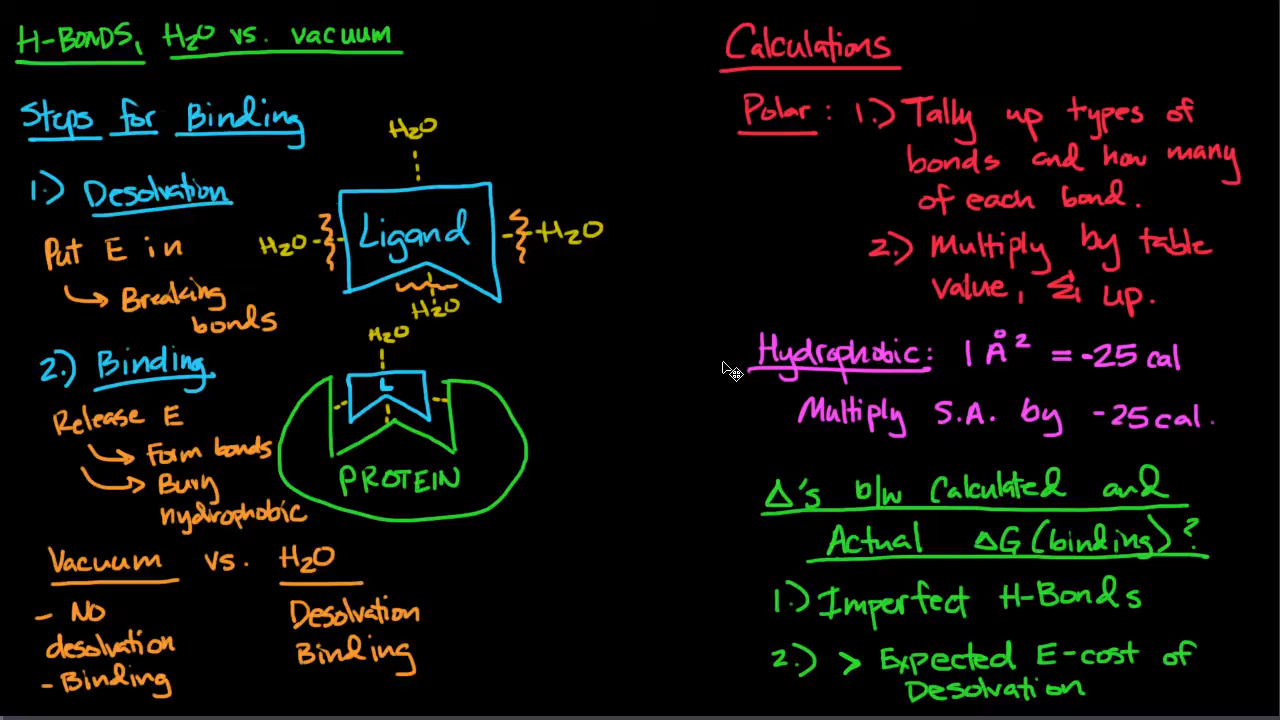 H-BONDS, H₂O vs. vacuum
Steps for Binding
1.) Desolvation
Put E in
Breaking
bonds
2.) Binding
Release E
Form bonds
Bury
hydrophobic
Vacuum vs. H₂O
- NO
desolvation
- Binding
Desolvation
Binding
H₂O
H₂O
Ligand
H₂O
H₂O
H₂O
L
PROTEIN
Calculations
Polar: 1.) Tally up types of
bonds and how many
of each bond.
2.) Multiply by table
value, Σ up.
Hydrophobic: 1 Å² = -25 cal
Multiply S.A. by -25 cal.
Δ's b/w Calculated and
Actual ΔG (binding)?
1.) Imperfect H-Bonds
2.) > Expected E-cost of
Desolvation